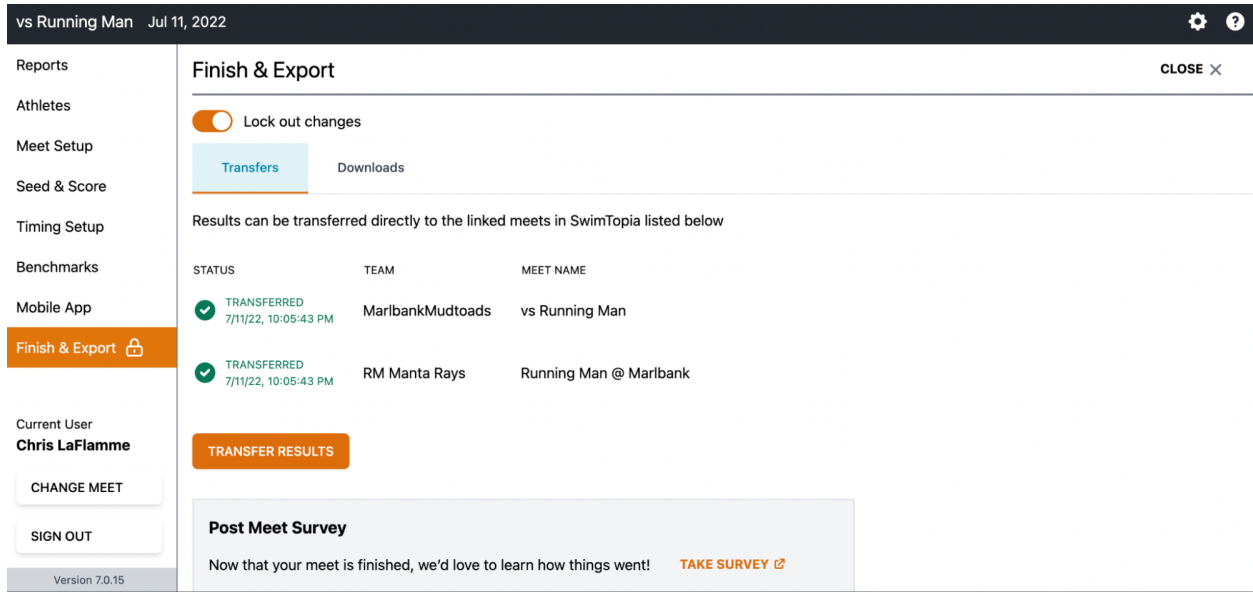 vs Running Man Jul 11, 2022
Reports
Athletes
Meet Setup
Seed & Score
Timing Setup
Benchmarks
Mobile App
Finish & Export
Current User
Chris LaFlamme
CHANGE MEET
SIGN OUT
Version 7.0.15
Finish & Export
CLOSE
Lock out changes
Transfers Downloads
Results can be transferred directly to the linked meets in SwimTopia listed below
STATUS TEAM MEET NAME
TRANSFERRED
7/11/22, 10:05:43 PM
MarlbankMudtoads vs Running Man
TRANSFERRED
7/11/22, 10:05:43 PM
RM Manta Rays Running Man @ Marlbank
TRANSFER RESULTS
Post Meet Survey
Now that your meet is finished, we'd love to learn how things went! TAKE SURVEY